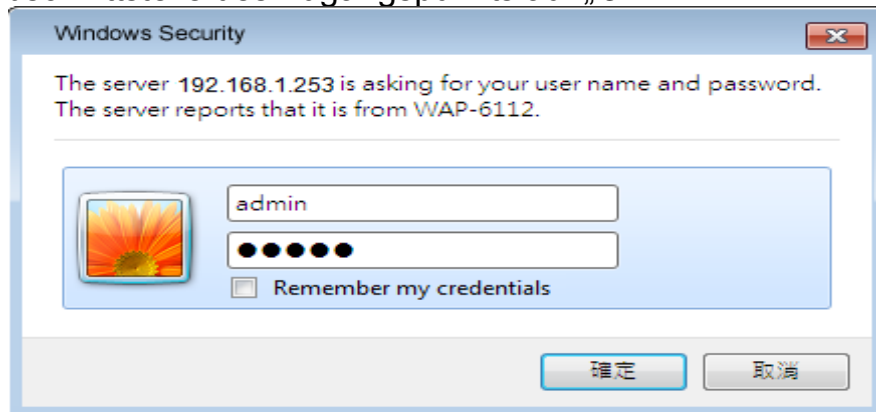 Windows Security
The server 192.168.1.253 is asking for your user name and password.
The server reports that it is from WAP-6112.
admin
●●●●●
Remember my credentials
確定
取消